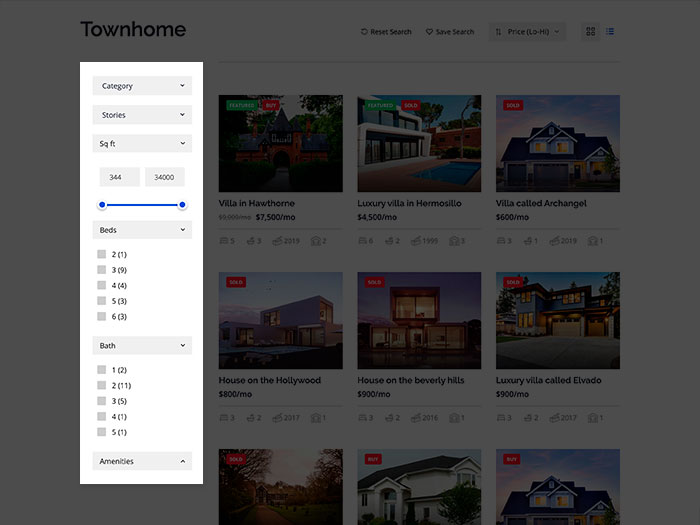 Townhome
Reset Search
Save Search
Price (Lo-Hi)
Category
Stories
Sq ft
344 34000
Beds
2 (1)
3 (9)
4 (4)
5 (3)
6 (3)
Bath
1 (2)
2 (11)
3 (5)
4 (1)
5 (1)
Amenities
FEATURED BUY
Villa in Hawthorne
$9,000/mo $7,500/mo
5 3 2019 2
FEATURED SOLD
Luxury villa in Hermosillo
$4,500/mo
6 2 1995 3
SOLD
Villa called Archangel
$600/mo
3 1 2019 1
SOLD
House on the Hollywood
$800/mo
3 2 2017 1
SOLD
House on the beverly hills
$900/mo
3 2 2016 1
SOLD
Luxury villa called Elvado
$900/mo
3 2 2017 1
SOLD
BUY
BUY